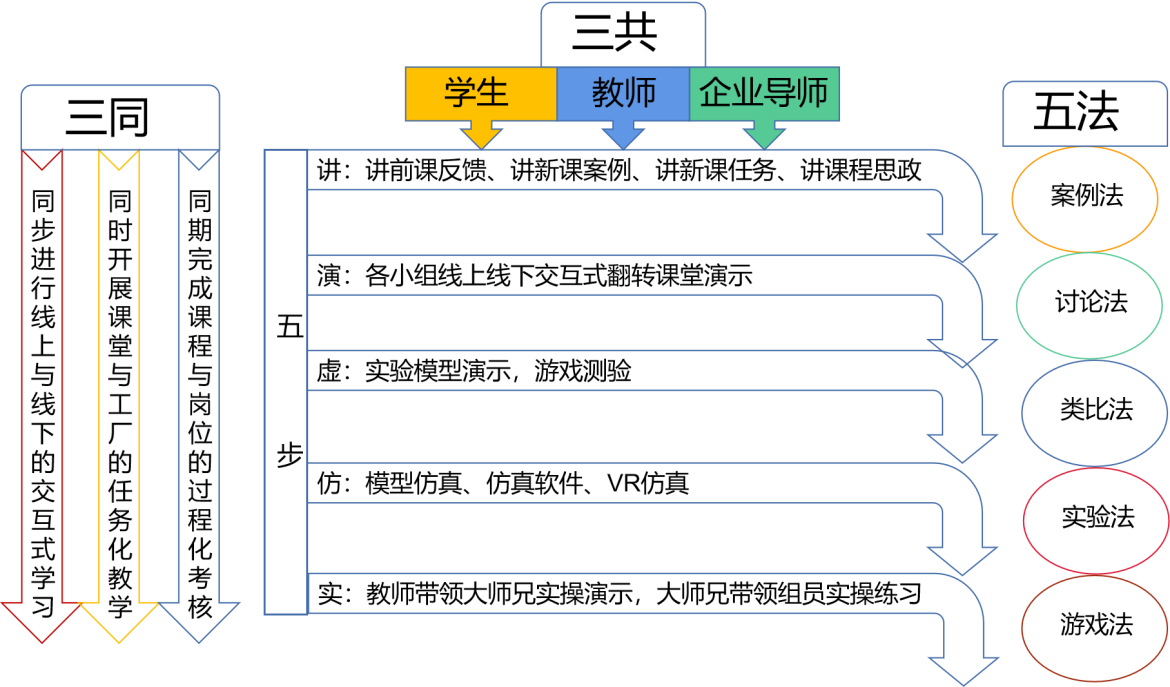 三共
学生
教师
企业导师
三同
同步进行线上与线下的交互式学习
同时开展课堂与工厂的任务化教学
同期完成课程与岗位的过程化考核
五步
讲：讲前课反馈、讲新课案例、讲新课任务、讲课程思政
演：各小组线上线下交互式翻转课堂演示
虚：实验模型演示，游戏测验
仿：模型仿真、仿真软件、VR仿真
实：教师带领大师兄实操演示，大师兄带领组员实操练习
五法
案例法
讨论法
类比法
实验法
游戏法